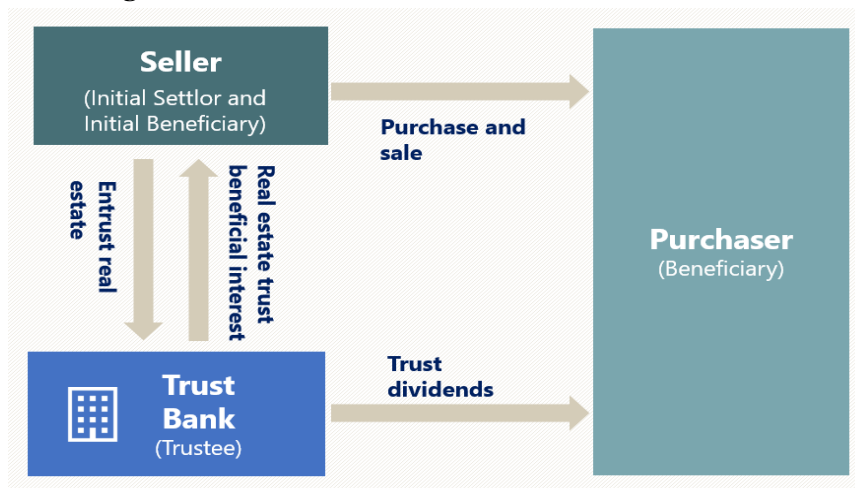 Seller
(Initial Settlor and
Initial Beneficiary)
Purchase and
sale
Entrust real
estate
Real estate trust
beneficial interest
Purchaser
(Beneficiary)
Trust
Bank
(Trustee)
Trust
dividends